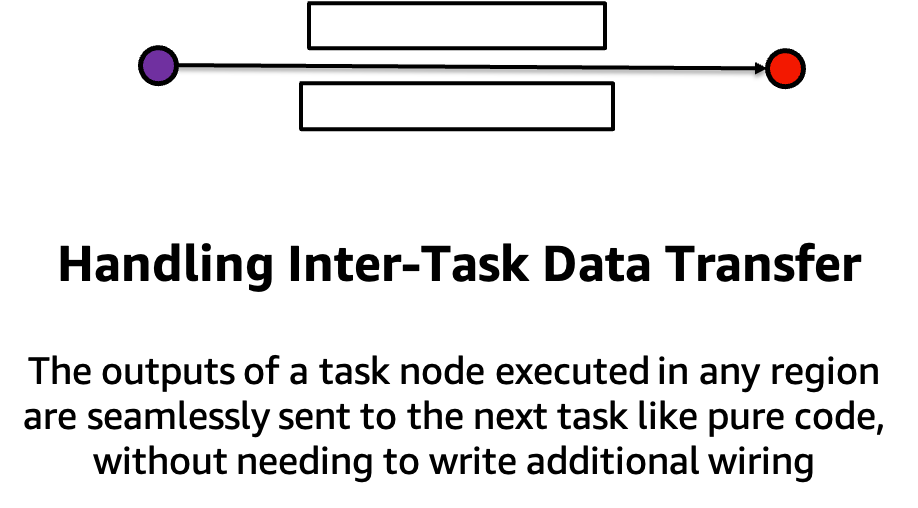 Handling Inter-Task Data Transfer
The outputs of a task node executed in any region
are seamlessly sent to the next task like pure code,
without needing to write additional wiring